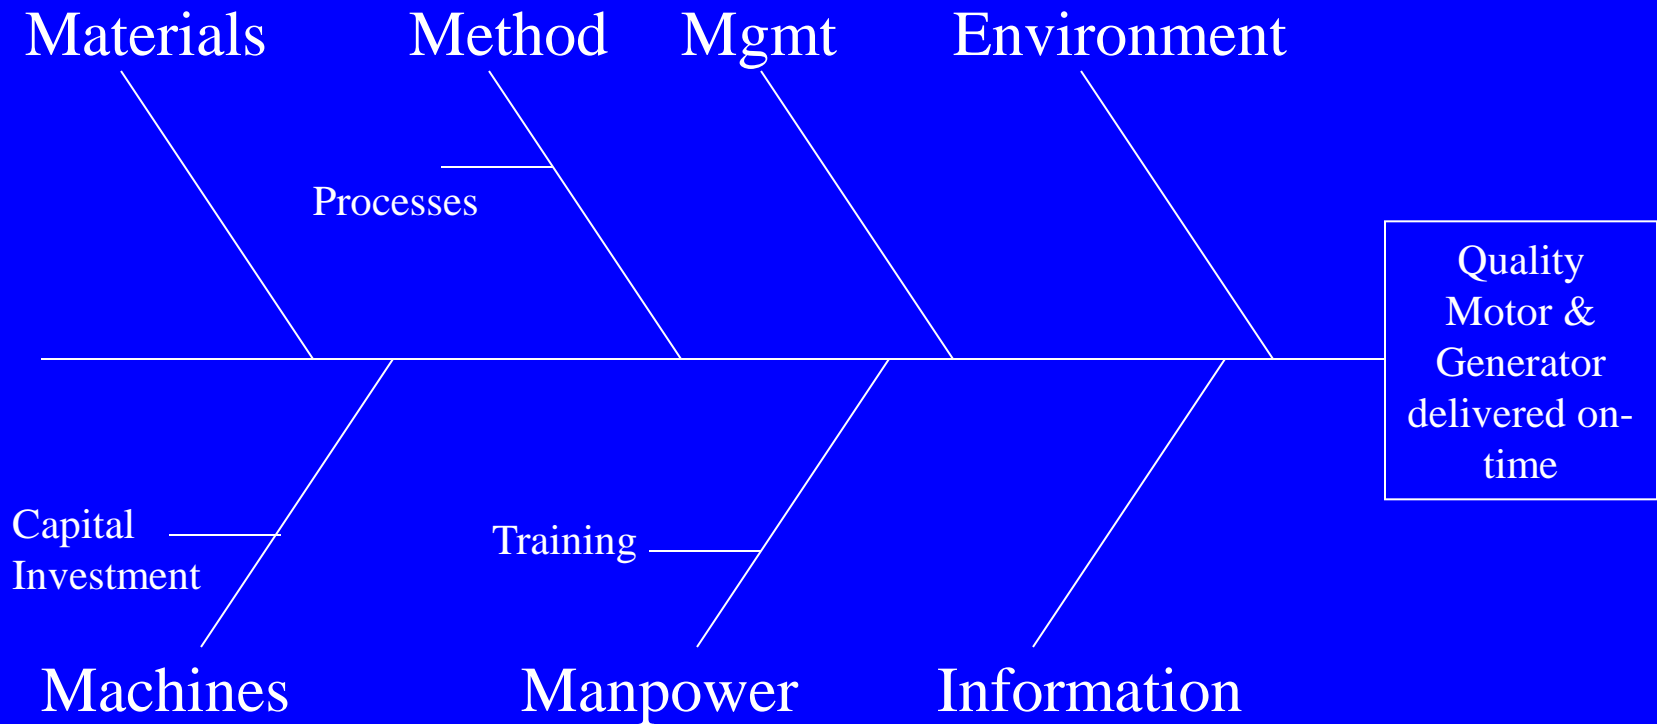 Materials
Method
Mgmt
Environment
Processes
Quality
Motor &
Generator
delivered on-
time
Capital
Investment
Training
Machines
Manpower
Information